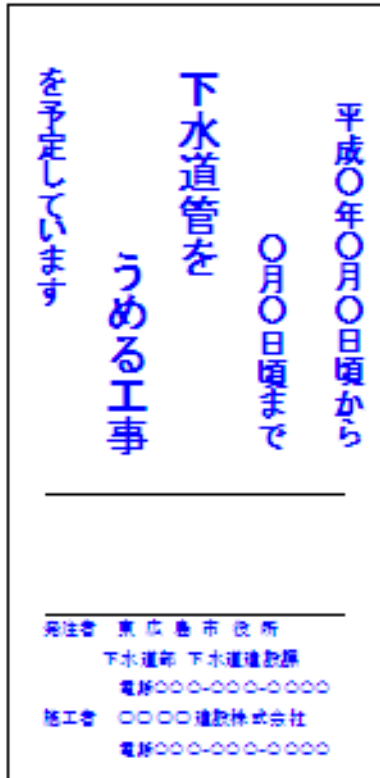 平成〇年〇月〇日頃から
〇月〇日頃まで
下水道管を
うめる工事
を予定しています
発注者 東広島市役所
下水道部 下水道建設課
電話〇〇〇-〇〇〇-〇〇〇〇
施工者 〇〇〇〇建設株式会社
電話〇〇〇-〇〇〇-〇〇〇〇